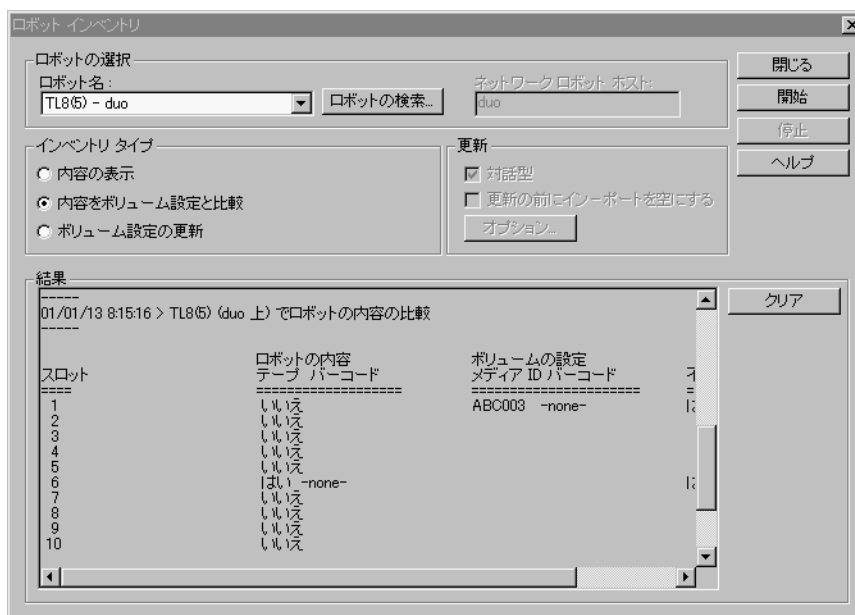 ロボット インベントリ
ロボットの選択
ロボット名 :
TL8(5) - duo
ロボットの検索...
ネットワーク ロボット ホスト:
duo
閉じる
開始
停止
ヘルプ
インベントリ タイプ
内容の表示
内容をボリューム設定と比較
ボリューム設定の更新
更新
対話型
更新の前にインーポートを空にする
オプション...
結果
クリア
-----
01/01/13 8:15:16 > TL8(5) (duo 上) でロボットの内容の比較
-----
ロボットの内容 ボリュームの設定
スロット テープ バーコード メディア ID バーコード
==== ================== =====================
1 いいえ ABC003 -none-
2 いいえ
3 いいえ
4 いいえ
5 いいえ
6 はい -none-
7 いいえ
8 いいえ
9 いいえ
10 いいえ